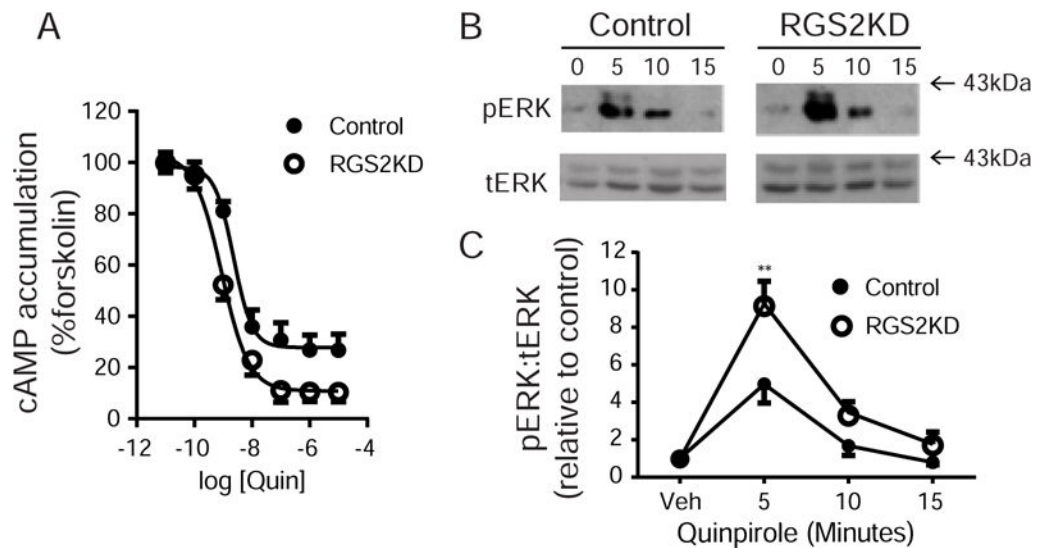 A
cAMP accumulation
(%forskolin)
120
100
80
60
40
20
0
-12
-10
-8
-6
-4
log [Quin]
Control
RGS2KD
B
Control
RGS2KD
0 5 10 15
0 5 10 15
pERK
tERK
← 43kDa
← 43kDa
C
pERK:tERK
(relative to control)
12
10
8
6
4
2
0
**
Control
RGS2KD
Veh 5 10 15
Quinpirole (Minutes)